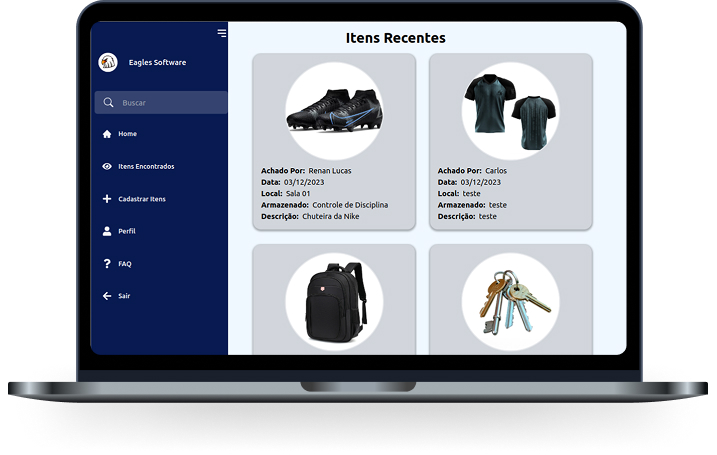 Itens Recentes
Eagles Software
Buscar
Home
Itens Encontrados
Cadastrar Itens
Perfil
FAQ
Sair
Achado Por: Renan Lucas
Data: 03/12/2023
Local: Sala 01
Armazenado: Controle de Disciplina
Descrição: Chuteira da Nike
Achado Por: Carlos
Data: 03/12/2023
Local: teste
Armazenado: teste
Descrição: teste